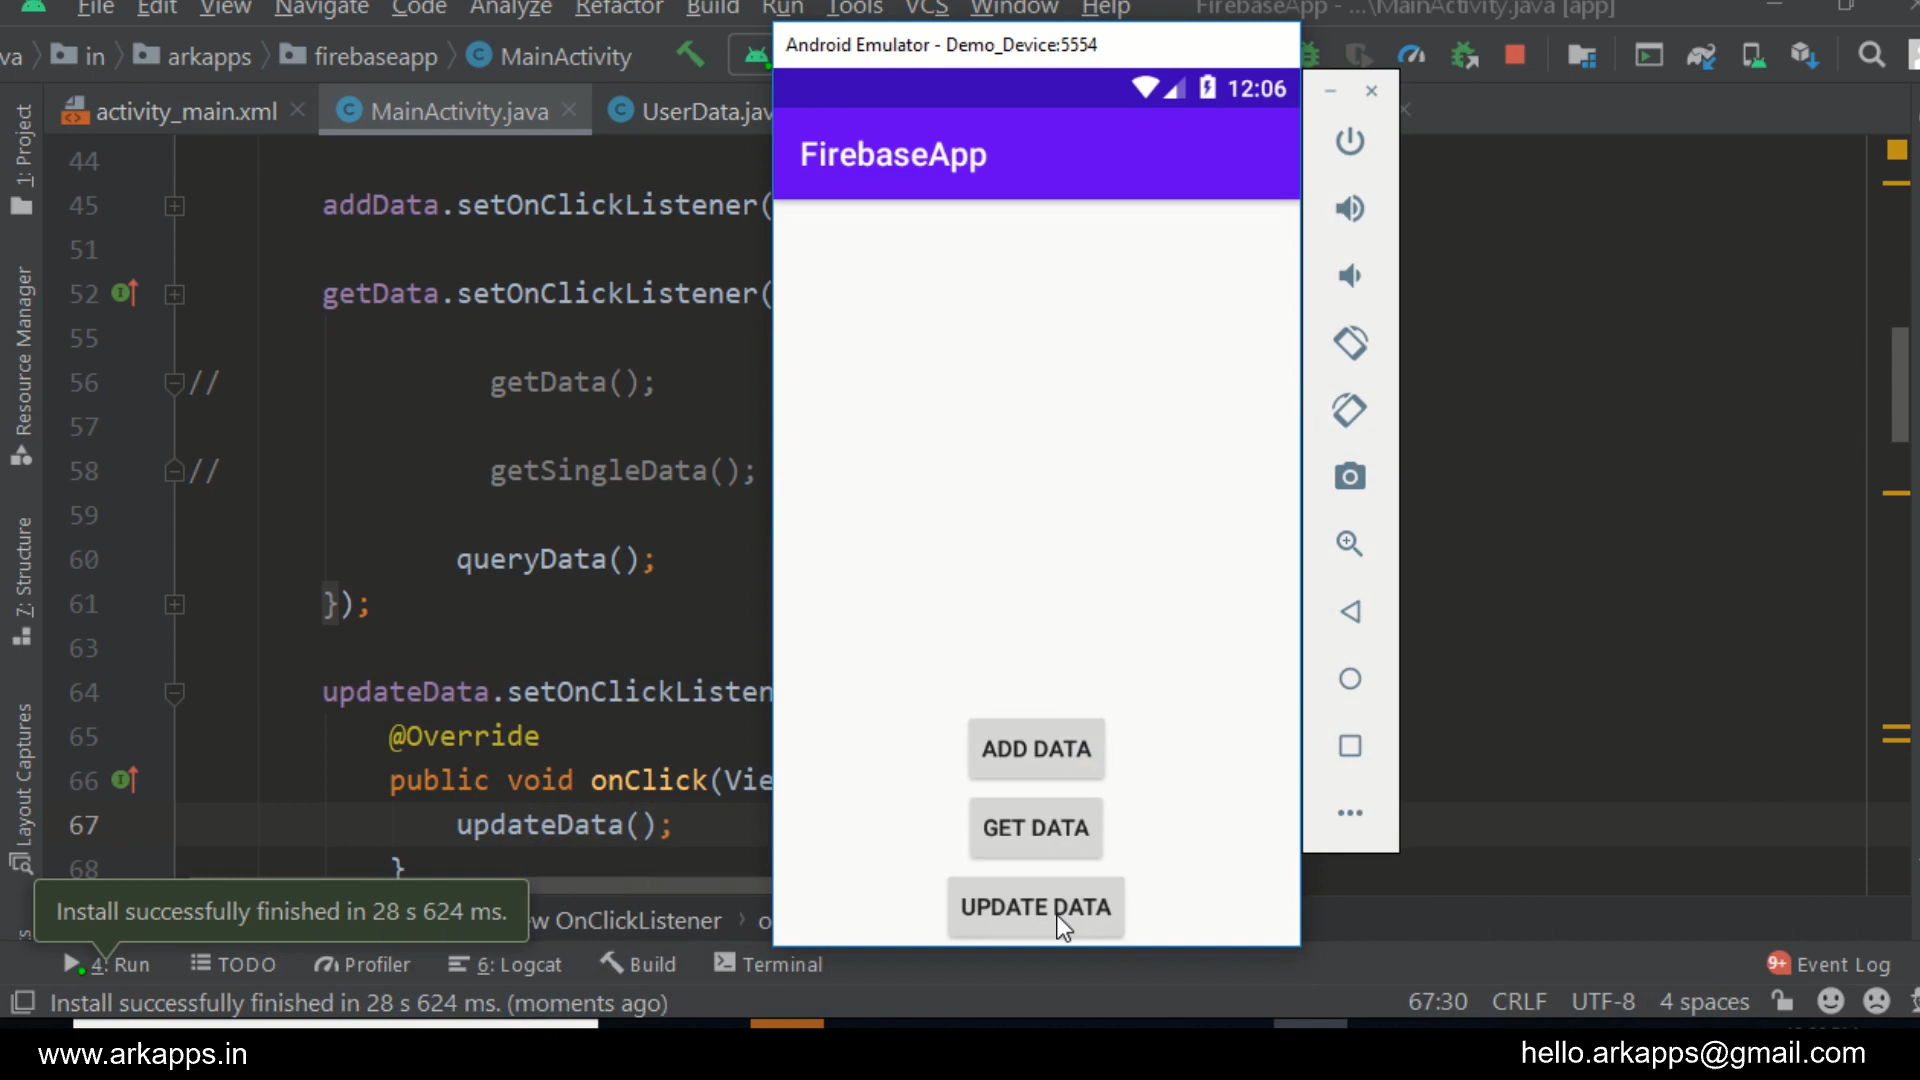 File Edit View Navigate Code Analyze Refactor Build Run Tools VCS Window Help FirebaseApp - ...\MainActivity.java [app]
va in arkapps firebaseapp MainActivity
Android Emulator - Demo_Device:5554
12:06
activity_main.xml MainActivity.java UserData.jav
FirebaseApp
1: Project
Resource Manager
7: Structure
Layout Captures
44
45 addData.setOnClickListener(
51
52 getData.setOnClickListener(
55
56 // getData();
57
58 // getSingleData();
59
60 queryData();
61 });
63
64 updateData.setOnClickListen
65 @Override
66 public void onClick(Vie
67 updateData();
68 }
ADD DATA
GET DATA
UPDATE DATA
Install successfully finished in 28 s 624 ms.
w OnClickListener o
4: Run TODO Profiler 6: Logcat Build Terminal 9+ Event Log
Install successfully finished in 28 s 624 ms. (moments ago) 67:30 CRLF UTF-8 4 spaces
www.arkapps.in hello.arkapps@gmail.com